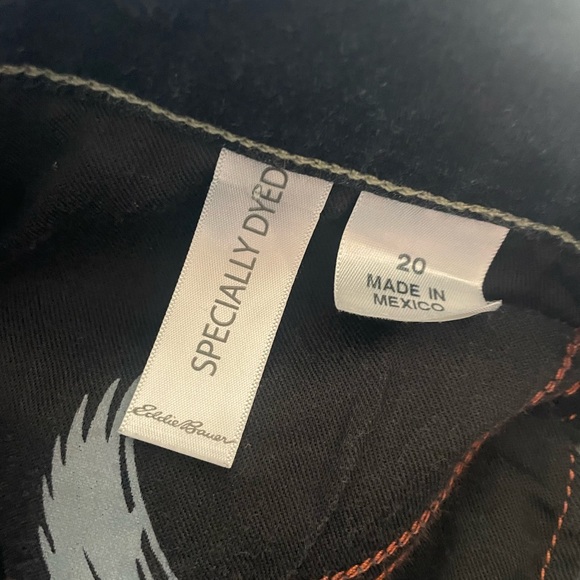 SPECIALLY DYED
Eddie Bauer
20
MADE IN
MEXICO